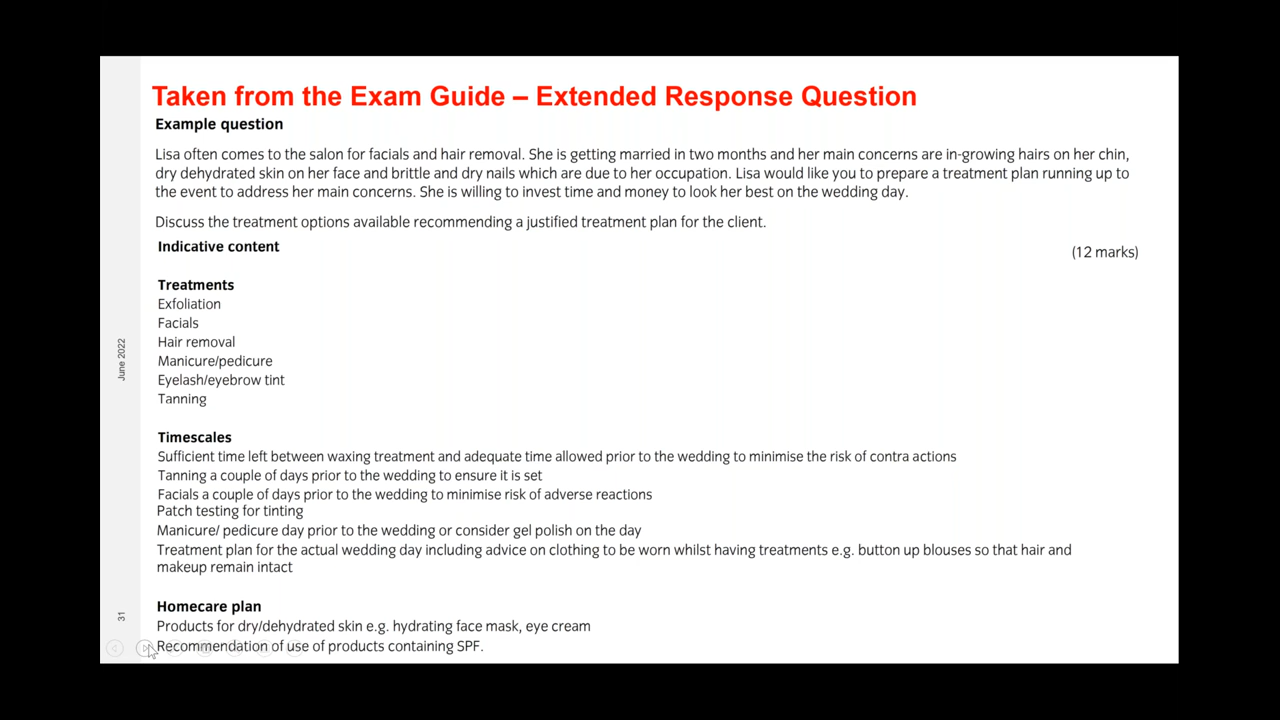 Taken from the Exam Guide – Extended Response Question
Example question
Lisa often comes to the salon for facials and hair removal. She is getting married in two months and her main concerns are in-growing hairs on her chin,
dry dehydrated skin on her face and brittle and dry nails which are due to her occupation. Lisa would like you to prepare a treatment plan running up to
the event to address her main concerns. She is willing to invest time and money to look her best on the wedding day.
Discuss the treatment options available recommending a justified treatment plan for the client.
Indicative content
(12 marks)
Treatments
Exfoliation
Facials
Hair removal
Manicure/pedicure
Eyelash/eyebrow tint
Tanning
Timescales
Sufficient time left between waxing treatment and adequate time allowed prior to the wedding to minimise the risk of contra actions
Tanning a couple of days prior to the wedding to ensure it is set
Facials a couple of days prior to the wedding to minimise risk of adverse reactions
Patch testing for tinting
Manicure/ pedicure day prior to the wedding or consider gel polish on the day
Treatment plan for the actual wedding day including advice on clothing to be worn whilst having treatments e.g. button up blouses so that hair and
makeup remain intact
Homecare plan
Products for dry/dehydrated skin e.g. hydrating face mask, eye cream
Recommendation of use of products containing SPF.
June 2022
31